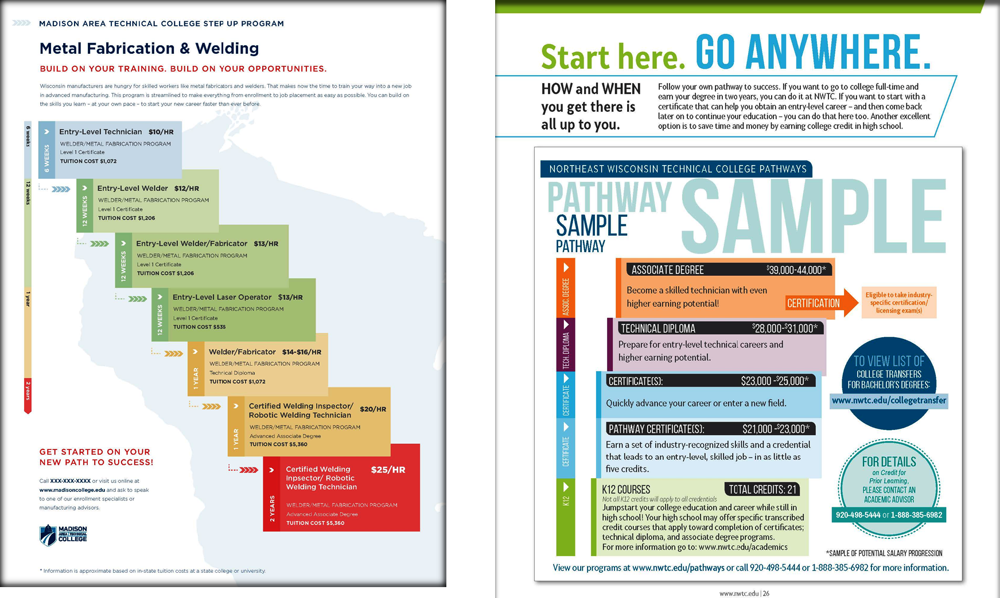 MADISON AREA TECHNICAL COLLEGE STEP UP PROGRAM
Metal Fabrication & Welding
BUILD ON YOUR TRAINING. BUILD ON YOUR OPPORTUNITIES.
Wisconsin manufacturers are hungry for skilled workers like metal fabricators and welders. That makes now the time to train your way into a new job
in advanced manufacturing. This program is streamlined to make everything from enrollment to job placement as easy as possible. You can build on
the skills you learn – at your own pace – to start your new career faster than ever before.
6 weeks
12 weeks
1 year
2 years
6 WEEKS
Entry-Level Technician $10/HR
WELDER/METAL FABRICATION PROGRAM
Level 1 Certificate
TUITION COST $1,072
12 WEEKS
Entry-Level Welder $12/HR
WELDER/METAL FABRICATION PROGRAM
Level 1 Certificate
TUITION COST $1,206
12 WEEKS
Entry-Level Welder/Fabricator $13/HR
WELDER/METAL FABRICATION PROGRAM
Level 1 Certificate
TUITION COST $1,206
12 WEEKS
Entry-Level Laser Operator $13/HR
WELDER/METAL FABRICATION PROGRAM
Level 1 Certificate
TUITION COST $536
1 YEAR
Welder/Fabricator $14-$16/HR
WELDER/METAL FABRICATION PROGRAM
Technical Diploma
TUITION COST $1,072
1 YEAR
Certified Welding Inspector/
Robotic Welding Technician $20/HR
WELDER/METAL FABRICATION PROGRAM
Advanced Associate Degree
TUITION COST $5,360
2 YEARS
Certified Welding $25/HR
Inpsector/ Robotic
Welding Technician
WELDER/METAL FABRICATION PROGRAM
Advanced Associate Degree
TUITION COST $5,360
GET STARTED ON YOUR
NEW PATH TO SUCCESS!
Call XXX-XXX-XXXX or visit us online at
www.madisoncollege.edu and ask to speak
to one of our enrollment specialists or
manufacturing advisors.
MADISON
AREA TECHNICAL
COLLEGE
* Information is approximate based on in-state tuition costs at a state college or university.
Start here. GO ANYWHERE.
HOW and WHEN
you get there is
all up to you.
Follow your own pathway to success. If you want to go to college full-time and
earn your degree in two years, you can do it at NWTC. If you want to start with a
certificate that can help you obtain an entry-level career – and then come back
later on to continue your education – you can do that here too. Another excellent
option is to save time and money by earning college credit in high school.
NORTHEAST WISCONSIN TECHNICAL COLLEGE PATHWAYS
PATHWAY SAMPLE
SAMPLE
PATHWAY
ASSOC. DEGREE
ASSOCIATE DEGREE $39,000-44,000*
Become a skilled technician with even
higher earning potential!
CERTIFICATION
Eligible to take industry-
specific certification/
licensing exam(s)
TECH. DIPLOMA
TECHNICAL DIPLOMA $28,000-$31,000*
Prepare for entry-level technical careers and
higher earning potential.
CERTIFICATE
CERTIFICATE(S): $23,000 -$25,000*
Quickly advance your career or enter a new field.
CERTIFICATE
PATHWAY CERTIFICATE(S): $21,000 -$23,000*
Earn a set of industry-recognized skills and a credential
that leads to an entry-level, skilled job – in as little as
five credits.
K12
K12 COURSES TOTAL CREDITS: 21
Not all K12 credits will apply to all credentials
Jumpstart your college education and career while still in
high school! Your high school may offer specific transcribed
credit courses that apply toward completion of certificates;
technical diploma, and associate degree programs.
For more information go to: www.nwtc.edu/academics
TO VIEW LIST OF
COLLEGE TRANSFERS
FOR BACHELOR'S DEGREES:
www.nwtc.edu/collegetransfer
FOR DETAILS
on Credit for
Prior Learning,
PLEASE CONTACT AN
ACADEMIC ADVISOR
920-498-5444 or 1-888-385-6982
*SAMPLE OF POTENTIAL SALARY PROGRESSION
View our programs at www.nwtc.edu/pathways or call 920-498-5444 or 1-888-385-6982 for more information.
www.nwtc.edu | 26